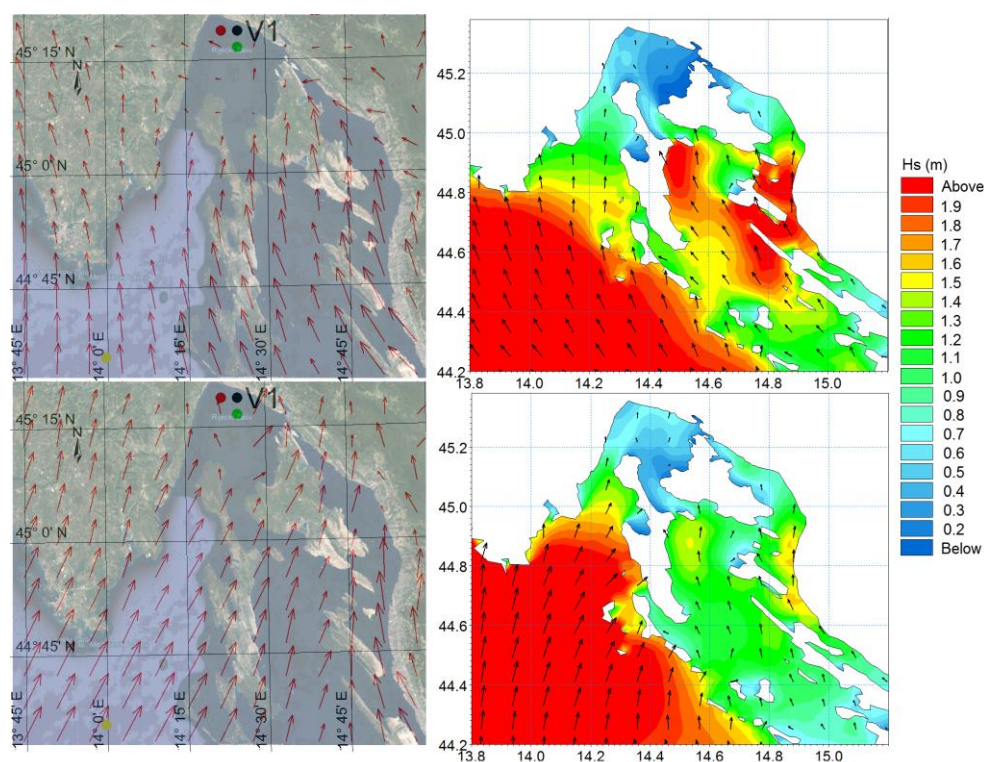 V1
45° 15' N
N
45° 0' N
44° 45' N
13° 45' E
14° 0' E
14° 15' E
14° 30' E
14° 45' E
45.2
45.0
44.8
44.6
44.4
44.2
13.8
14.0
14.2
14.4
14.6
14.8
15.0
Hs (m)
Above
1.9
1.8
1.7
1.6
1.5
1.4
1.3
1.2
1.1
1.0
0.9
0.8
0.7
0.6
0.5
0.4
0.3
0.2
Below
V1
45° 15' N
N
45° 0' N
44° 45' N
13° 45' E
14° 0' E
14° 15' E
14° 30' E
14° 45' E
45.2
45.0
44.8
44.6
44.4
44.2
13.8
14.0
14.2
14.4
14.6
14.8
15.0